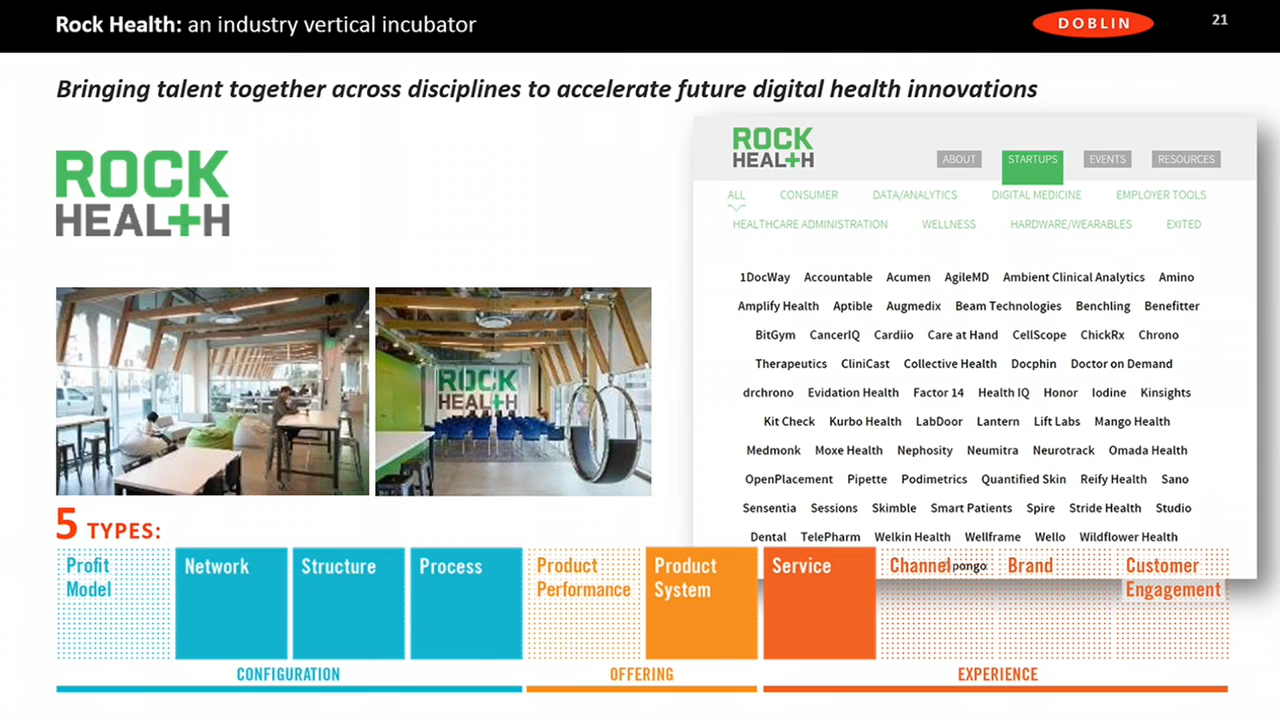 Rock Health: an industry vertical incubator
DOBLIN
21
Bringing talent together across disciplines to accelerate future digital health innovations
ROCK
HEALTH
ROCK
HEALTH
ABOUT STARTUPS EVENTS RESOURCES
ALL CONSUMER DATA/ANALYTICS DIGITAL MEDICINE EMPLOYER TOOLS
HEALTHCARE ADMINISTRATION WELLNESS HARDWARE/WEARABLES EXITED
1DocWay Accountable Acumen AgileMD Ambient Clinical Analytics Amino
Amplify Health Aptible Augmedix Beam Technologies Benchling Benefitter
BitGym CancerIQ Cardiio Care at Hand CellScope ChickRx Chrono
Therapeutics CliniCast Collective Health Docphin Doctor on Demand
drchrono Evidation Health Factor 14 Health IQ Honor Iodine Kinsights
Kit Check Kurbo Health LabDoor Lantern Lift Labs Mango Health
Medmonk Moxe Health Nephosity Neumitra Neurotrack Omada Health
OpenPlacement Pipette Podimetrics Quantified Skin Reify Health Sano
Sensentia Sessions Skimble Smart Patients Spire Stride Health Studio
Dental TelePharm Welkin Health Wellframe Wello Wildflower Health
ROCK
HEALTH
5 TYPES:
Profit
Model
Network
Structure
Process
Product
Performance
Product
System
Service
Channel
Brand
Customer
Engagement
CONFIGURATION
OFFERING
EXPERIENCE